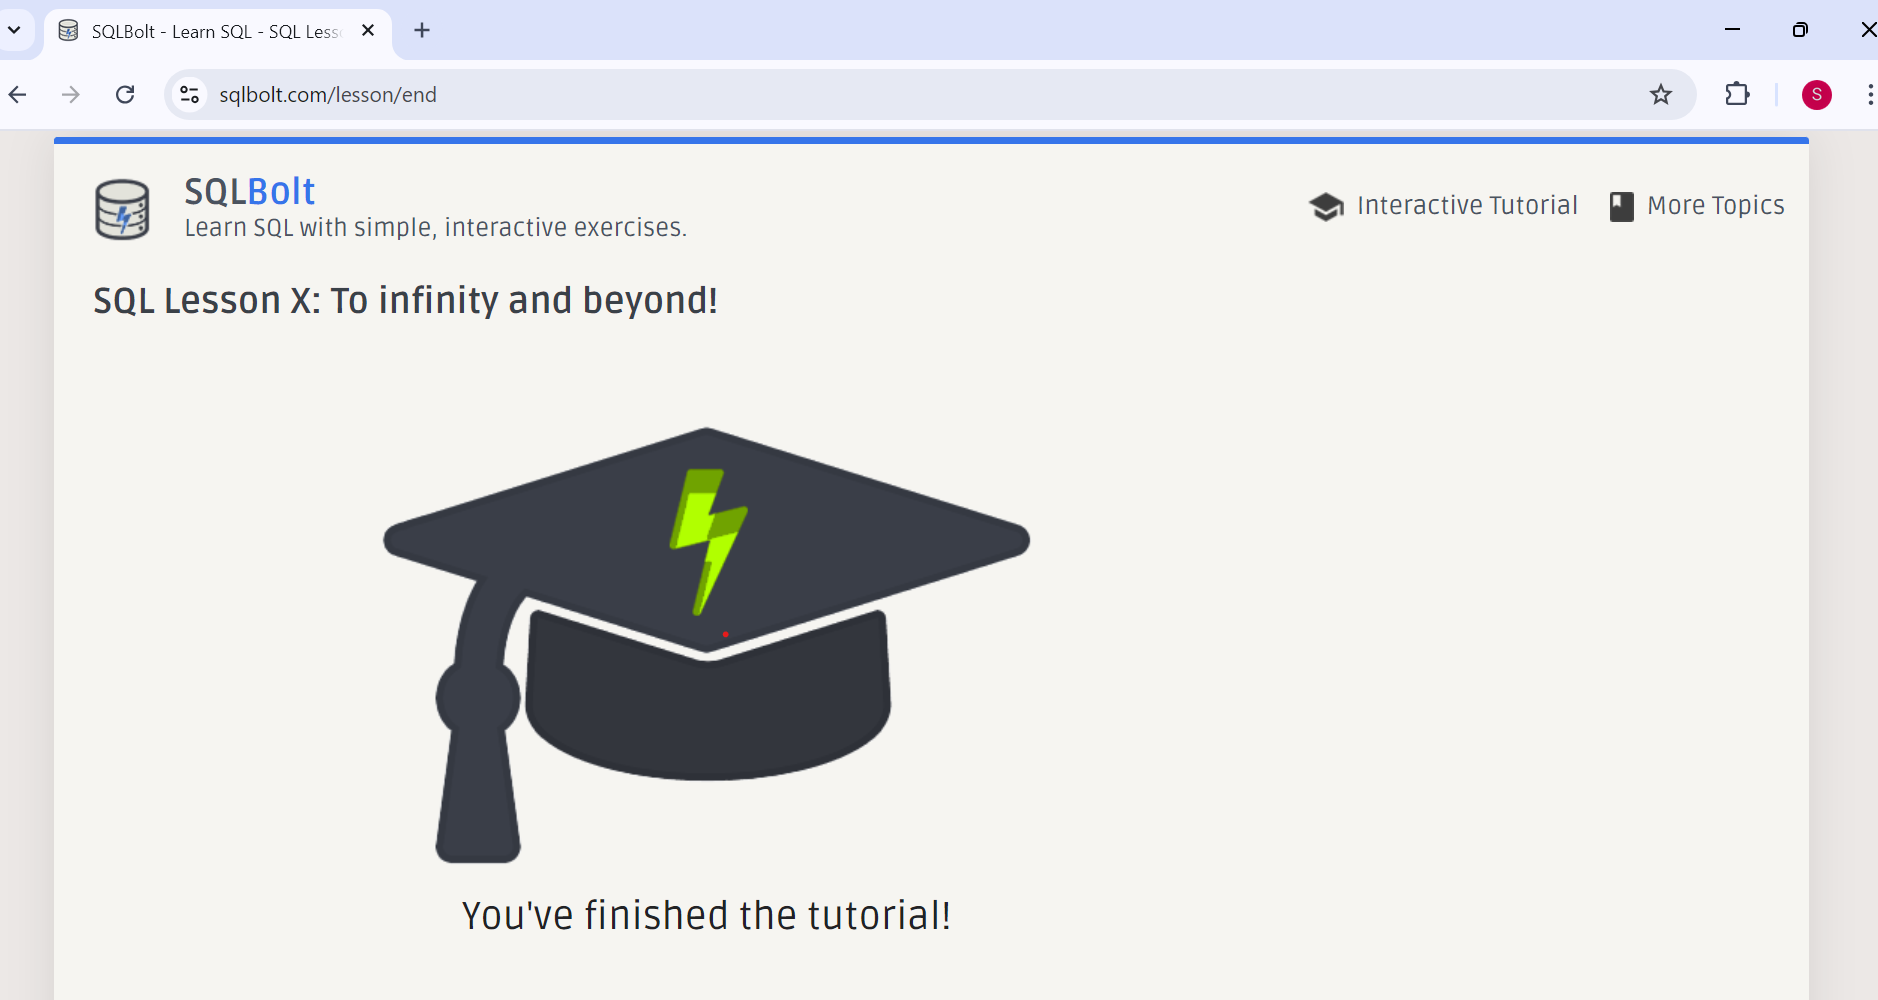 SQLBolt - Learn SQL - SQL Less
sqlbolt.com/lesson/end
S
SQLBolt
Learn SQL with simple, interactive exercises.
Interactive Tutorial
More Topics
SQL Lesson X: To infinity and beyond!
You've finished the tutorial!